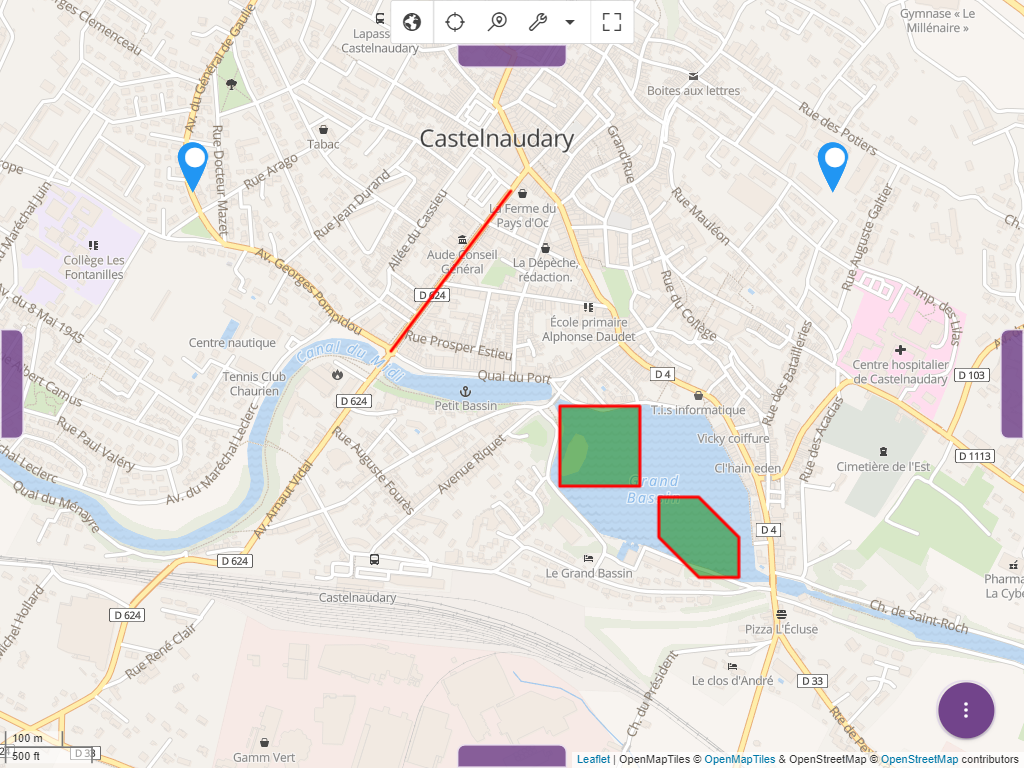 Georges Clemenceau
Lapass
Castelnaudary
Gymnase « Le
Millénaire »
Av. du Général de Gaulle
Boites aux lettres
Rue des Potiers
Tabac
Castelnaudary
Grand'Rue
Rue Docteur Mazet
Rue Arago
ope
Rue Jean Durand
Allée du Cassieu
La Ferme du
Pays d'Oc
Rue Mauléon
Rue Auguste Galtier
u Maréchal Juin
Collège Les
Fontanilles
Av. Georges Pompidou
Aude Conseil
Général
La Dépèche,
rédaction.
Ch.
D 624
Rue du Collège
Imp. des Lilas
Av. du 8 Mai 1945
École primaire
Alphonse Daudet
Centre nautique
Canal du Midi
Rue Prosper Estieu
Rue des Batailleries
Centre hospitalier
de Castelnaudary
Albert Camus
Tennis Club
Chaurien
Quai du Port
D 4
D 103
D 624
Petit Bassin
T.I.s informatique
Rue des Acacias
Rue Paul Valéry
Av. du Maréchal Leclerc
Rue Auguste Fourès
Avenue Riquet
Vicky coiffure
Cl'hain eden
Cimetière de l'Est
D 1113
chal Leclerc
Quai du Ménayre
Av. Arnaut Vidal
Grand
Bassin
D 4
D 624
Le Grand Bassin
Castelnaudary
Pharma
La Cybe
Michel Hollard
D 624
Rue René Clair
Ch. de Saint-Roch
Pizza L'Écluse
Ch. du Président
Le clos d'André
D 33
Rte de Pe
100 m
500 ft
D 33
Gamm Vert
Leaflet | OpenMapTiles © OpenMapTiles & OpenStreetMap © OpenStreetMap contributors